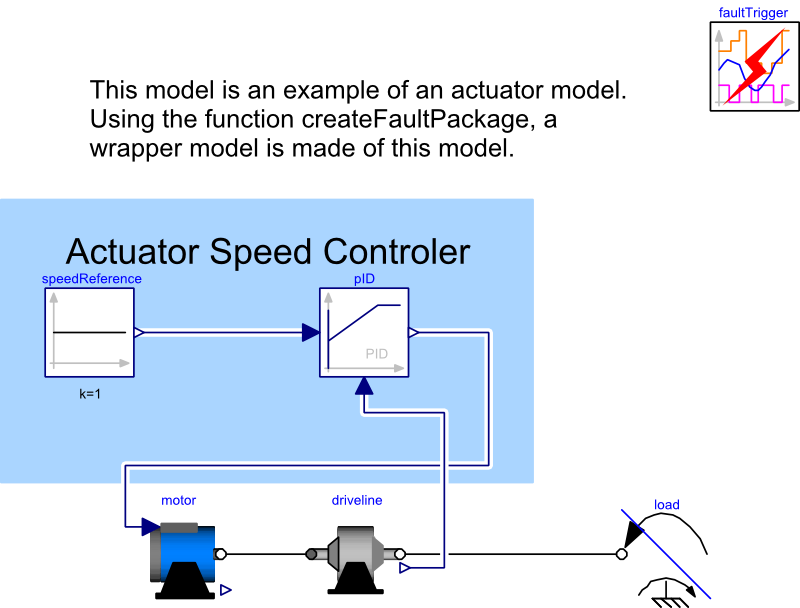 faultTrigger
This model is an example of an actuator model.
Using the function createFaultPackage, a
wrapper model is made of this model.
Actuator Speed Controler
speedReference
pID
PID
k=1
motor
driveline
load